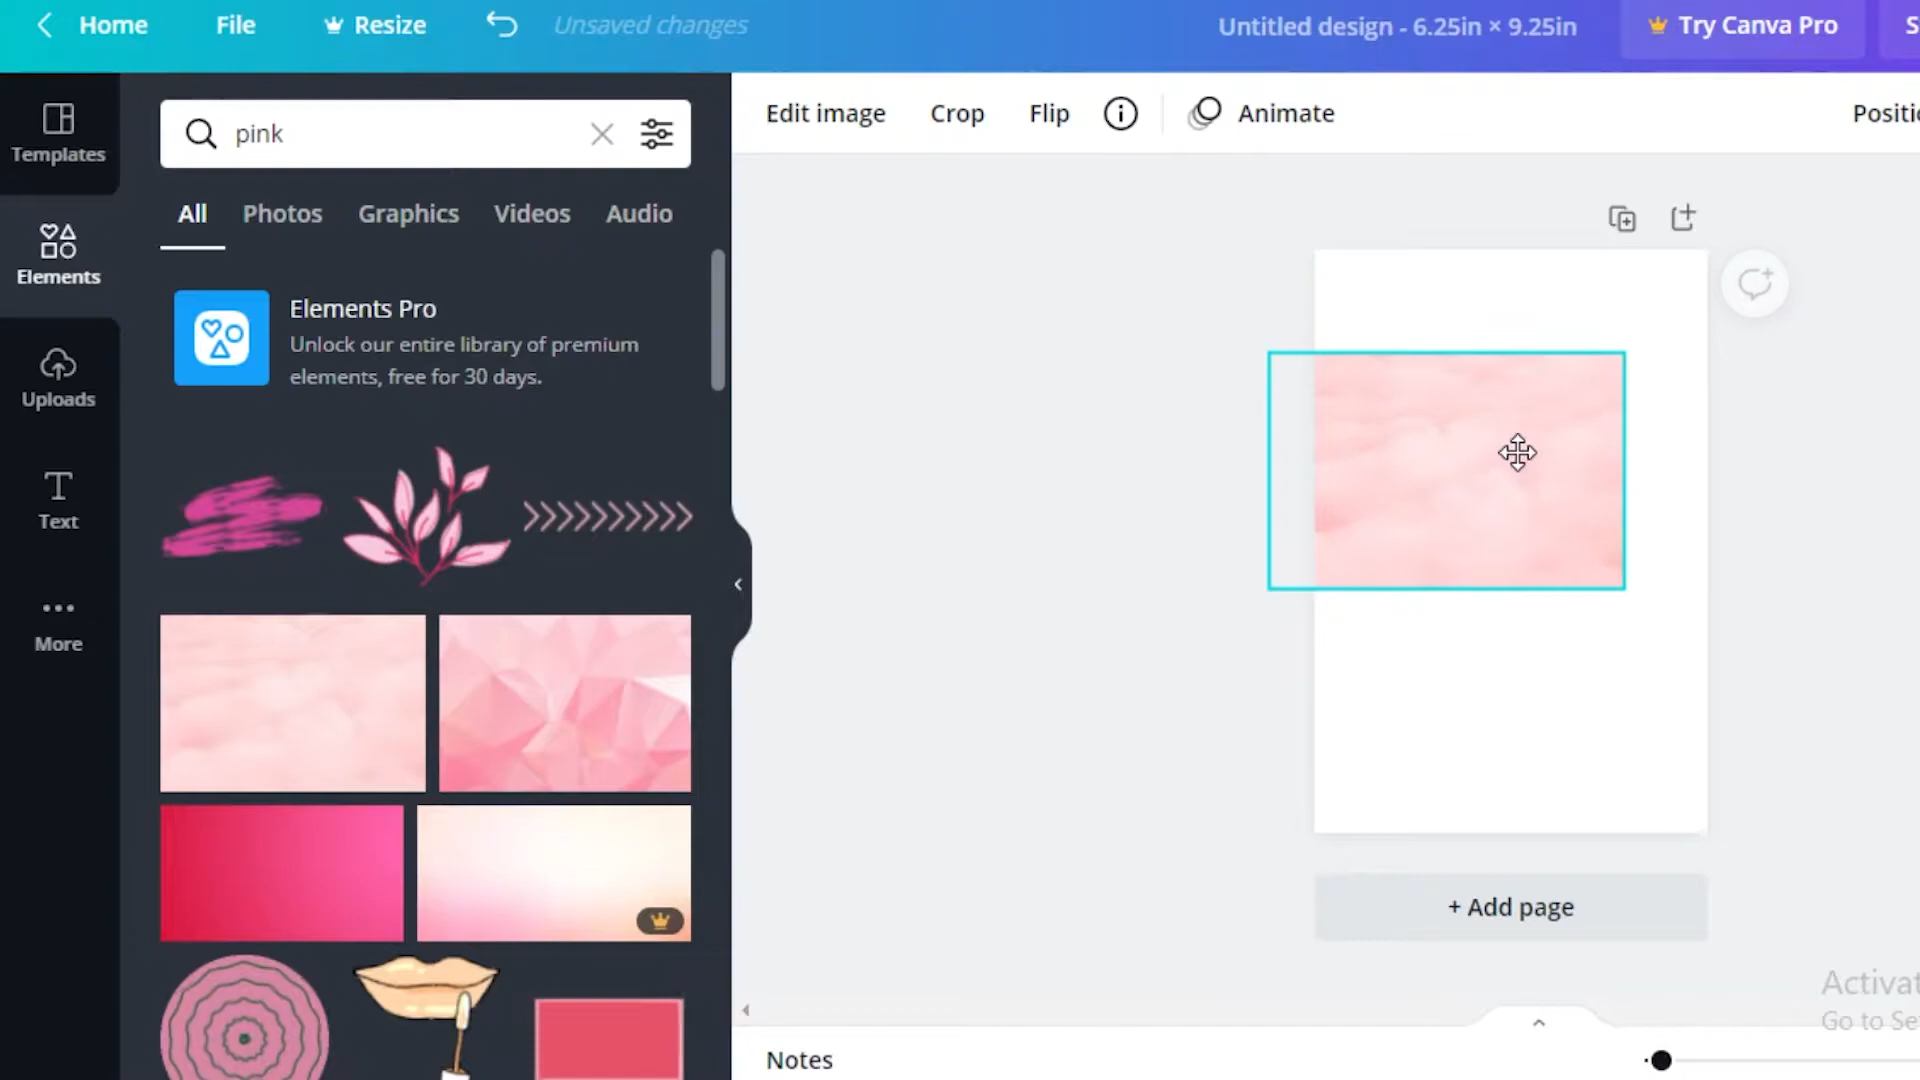 Home File Resize Unsaved changes Untitled design - 6.25in × 9.25in Try Canva Pro
Templates
Elements
Uploads
Text
More
pink
All Photos Graphics Videos Audio
Elements Pro
Unlock our entire library of premium
elements, free for 30 days.
Edit image Crop Flip Animate
+ Add page
Go to
Notes